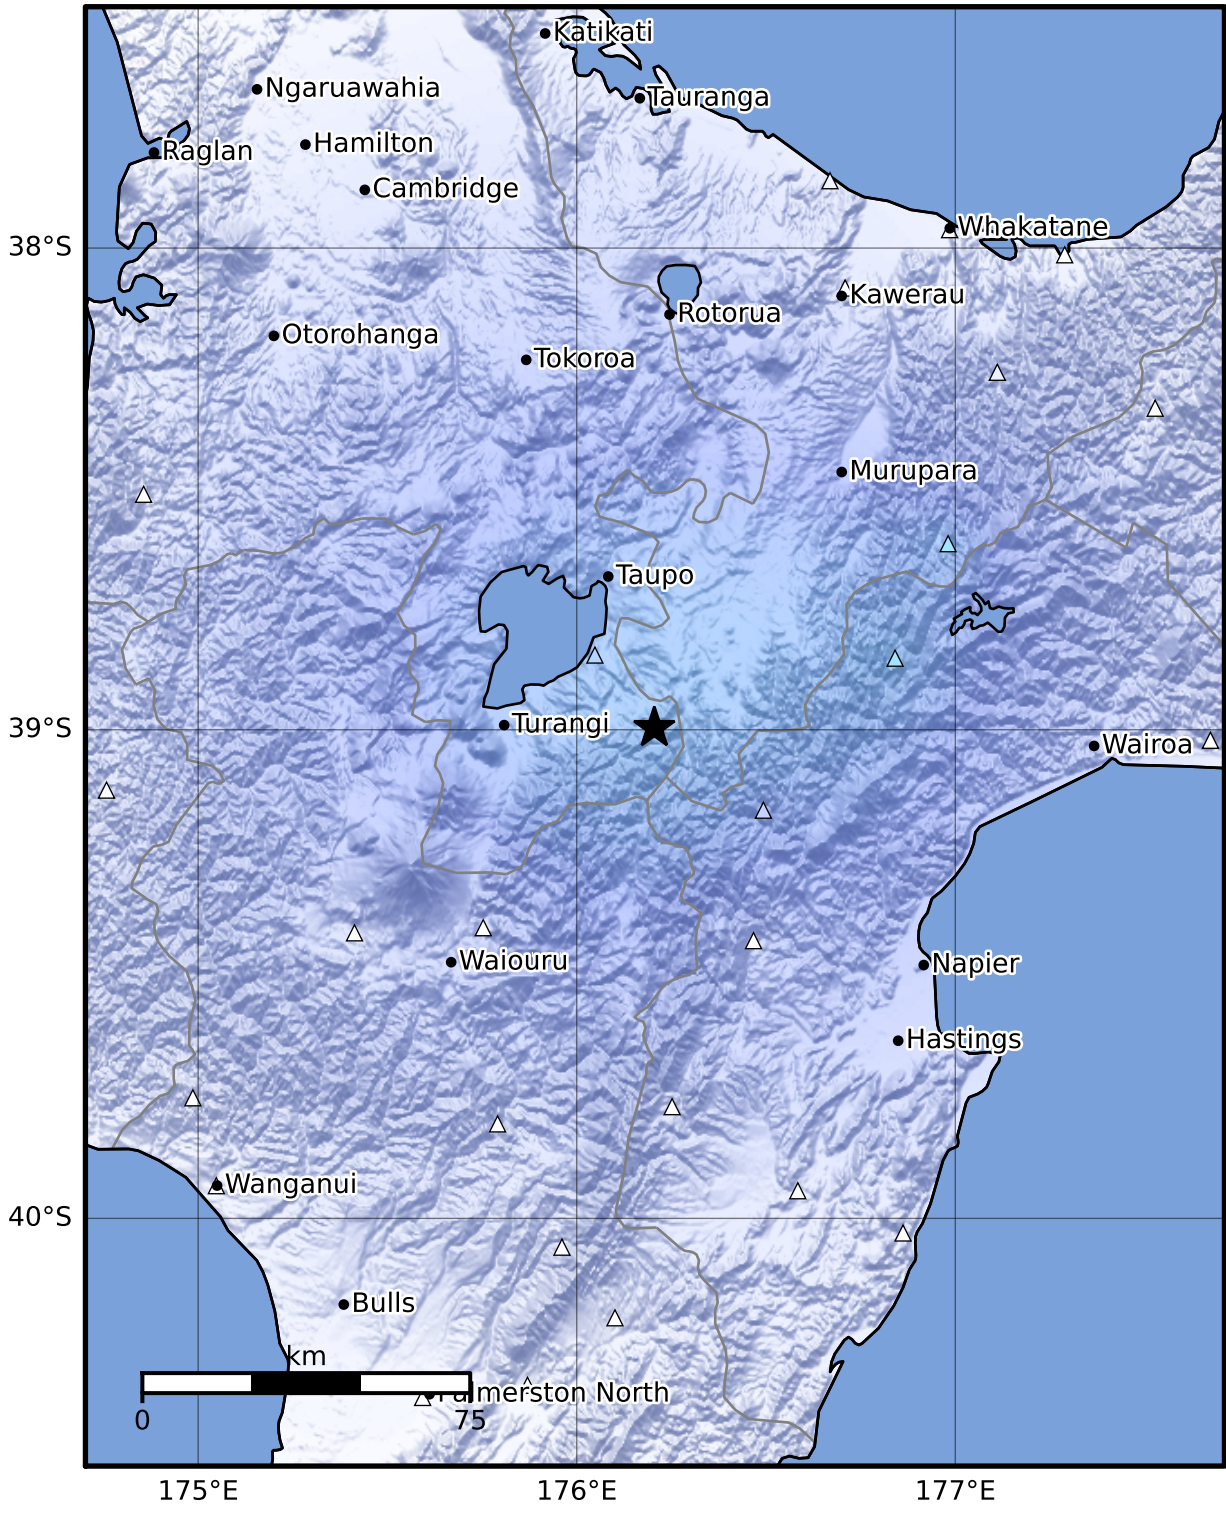 Katikati
Ngaruawahia
Tauranga
Hamilton
Raglan
Cambridge
Whakatane
38°S
Kawerau
Rotorua
Otorohanga
Tokoroa
Murupara
Taupo
Turangi
39°S
Wairoa
Waiouru
Napier
Hastings
Wanganui
40°S
Bulls
km
Palmerston North
0
75
175°E
176°E
177°E